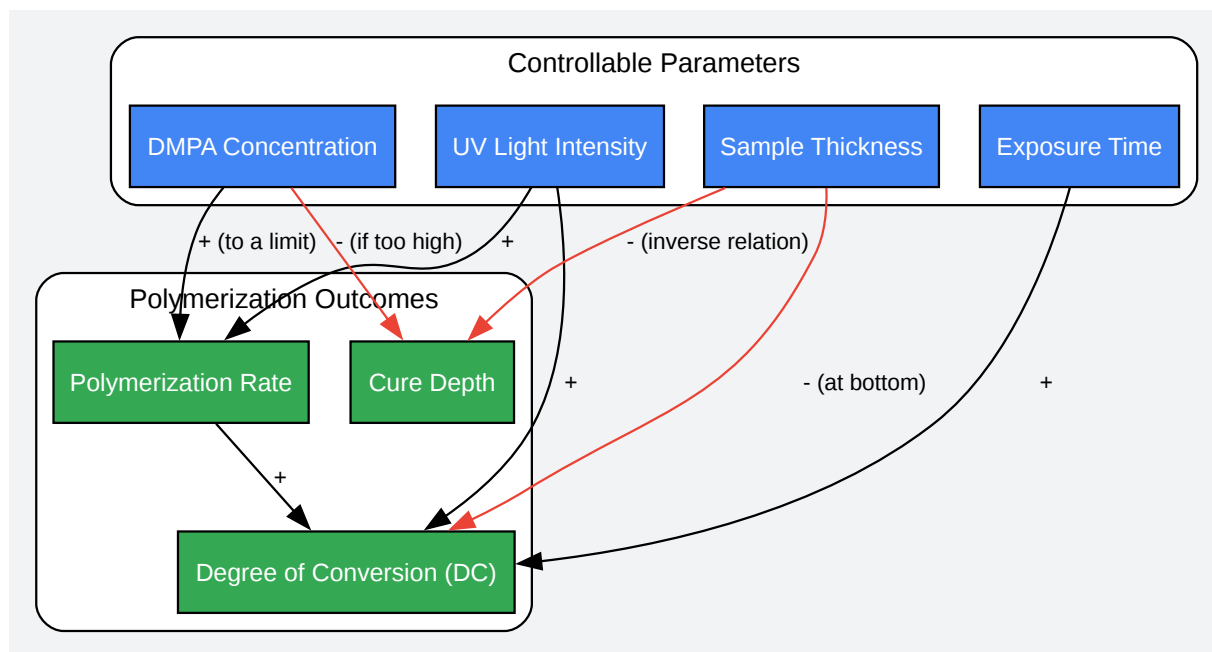 Controllable Parameters
DMPA Concentration
UV Light Intensity
Sample Thickness
Exposure Time
+ (to a limit)
- (if too high)
+
- (inverse relation)
Polymerization Outcomes
Polymerization Rate
Cure Depth
+
- (at bottom)
+
+
Degree of Conversion (DC)